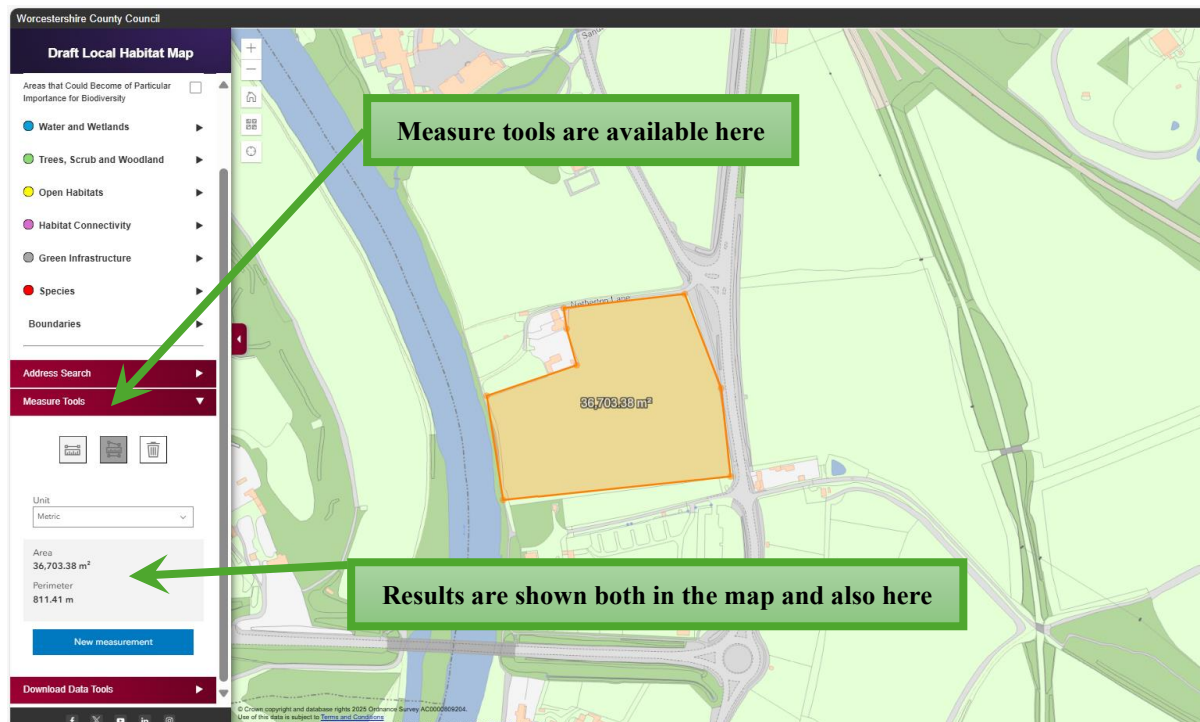 Worcestershire County Council
Draft Local Habitat Map
Areas that Could Become of Particular
Importance for Biodiversity
Water and Wetlands
Trees, Scrub and Woodland
Open Habitats
Habitat Connectivity
Green Infrastructure
Species
Boundaries
Address Search
Measure Tools
Unit
Metric
Area
36,703.38 m²
Perimeter
811.41 m
New measurement
Download Data Tools
Measure tools are available here
Netherton Lane
36,703.38 m²
Results are shown both in the map and also here
© Crown copyright and database rights 2025 Ordnance Survey AC0000809204.
Use of this data is subject to Terms and Conditions